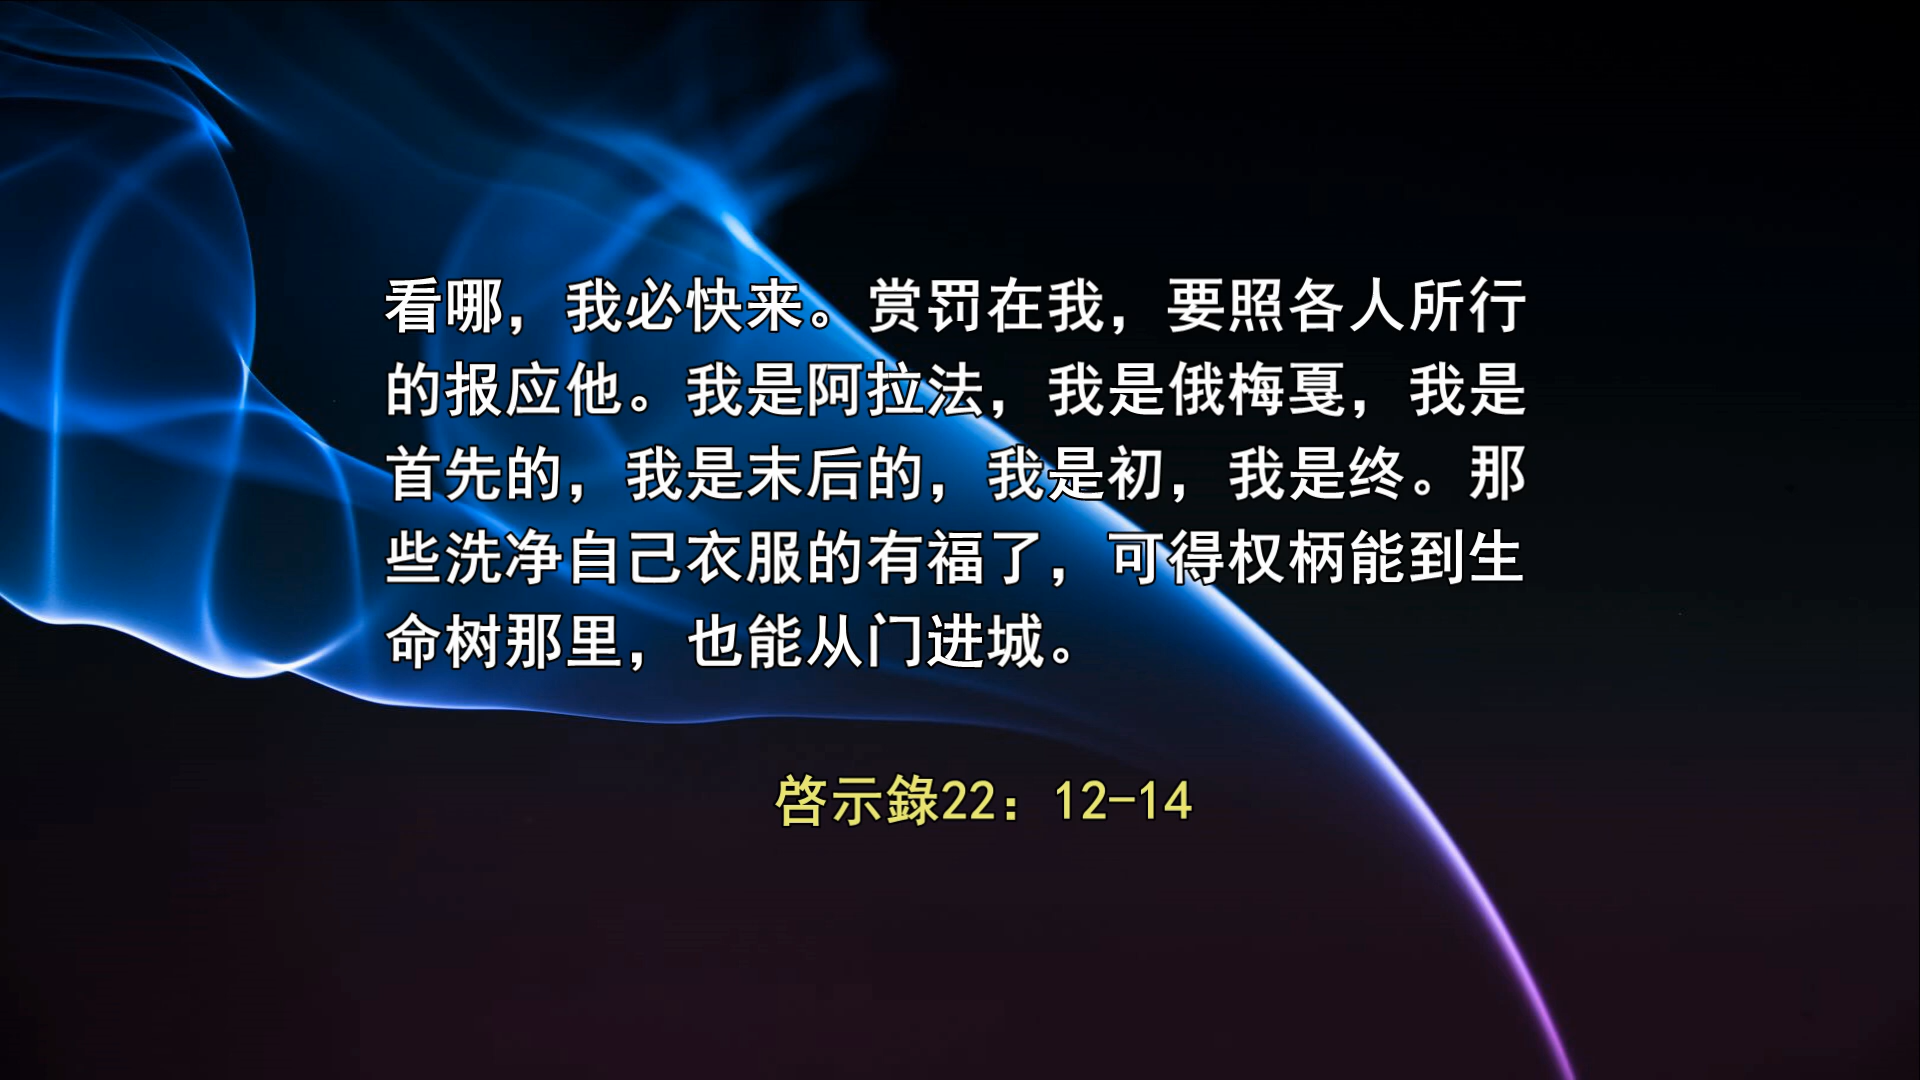 看哪，我必快来。赏罚在我，要照各人所行
的报应他。我是阿拉法，我是俄梅戛，我是
首先的，我是末后的，我是初，我是终。那
些洗净自己衣服的有福了，可得权柄能到生
命树那里，也能从门进城。
啓示錄22：12-14